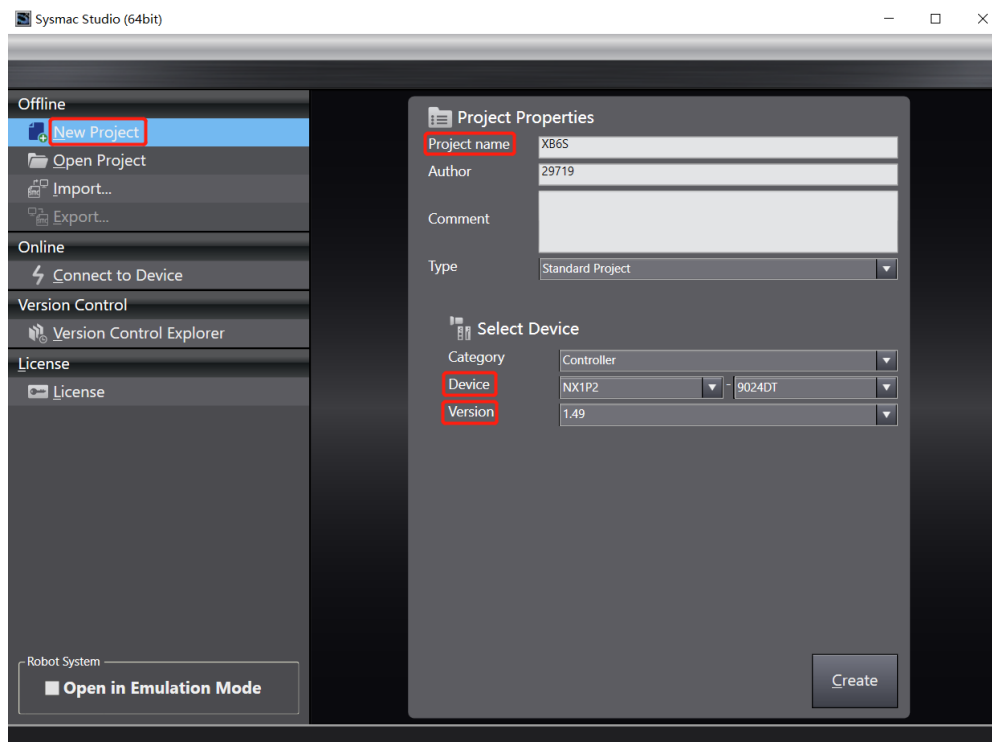 Sysmac Studio (64bit)
Offline
New Project
Open Project
Import...
Export...
Online
Connect to Device
Version Control
Version Control Explorer
License
License
Robot System
Open in Emulation Mode
Project Properties
Project name XB6S
Author 29719
Comment
Type Standard Project
Select Device
Category Controller
Device NX1P2 - 9024DT
Version 1.49
Create